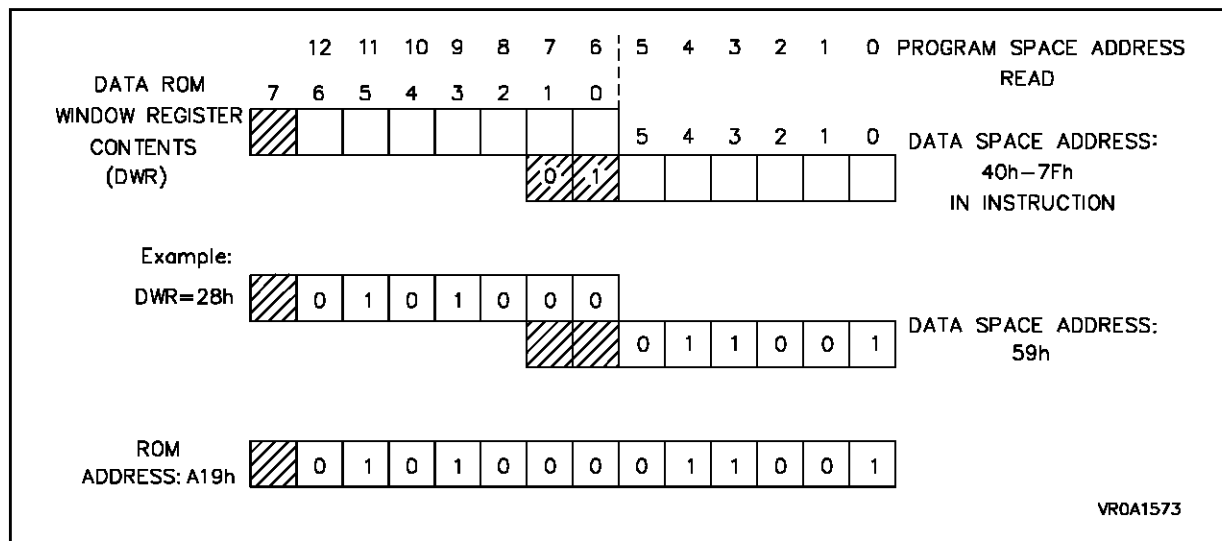 12 11 10 9 8 7 6 5 4 3 2 1 0 PROGRAM SPACE ADDRESS
READ
DATA ROM
WINDOW REGISTER
CONTENTS
(DWR)
7 6 5 4 3 2 1 0
5 4 3 2 1 0
DATA SPACE ADDRESS:
40h-7Fh
IN INSTRUCTION
0 1
Example:
DWR=28h
0 1 0 1 0 0 0
0 1 1 0 0 1
DATA SPACE ADDRESS:
59h
ROM
ADDRESS: A19h
0 1 0 1 0 0 0 0 1 1 0 0 1
VR0A1573